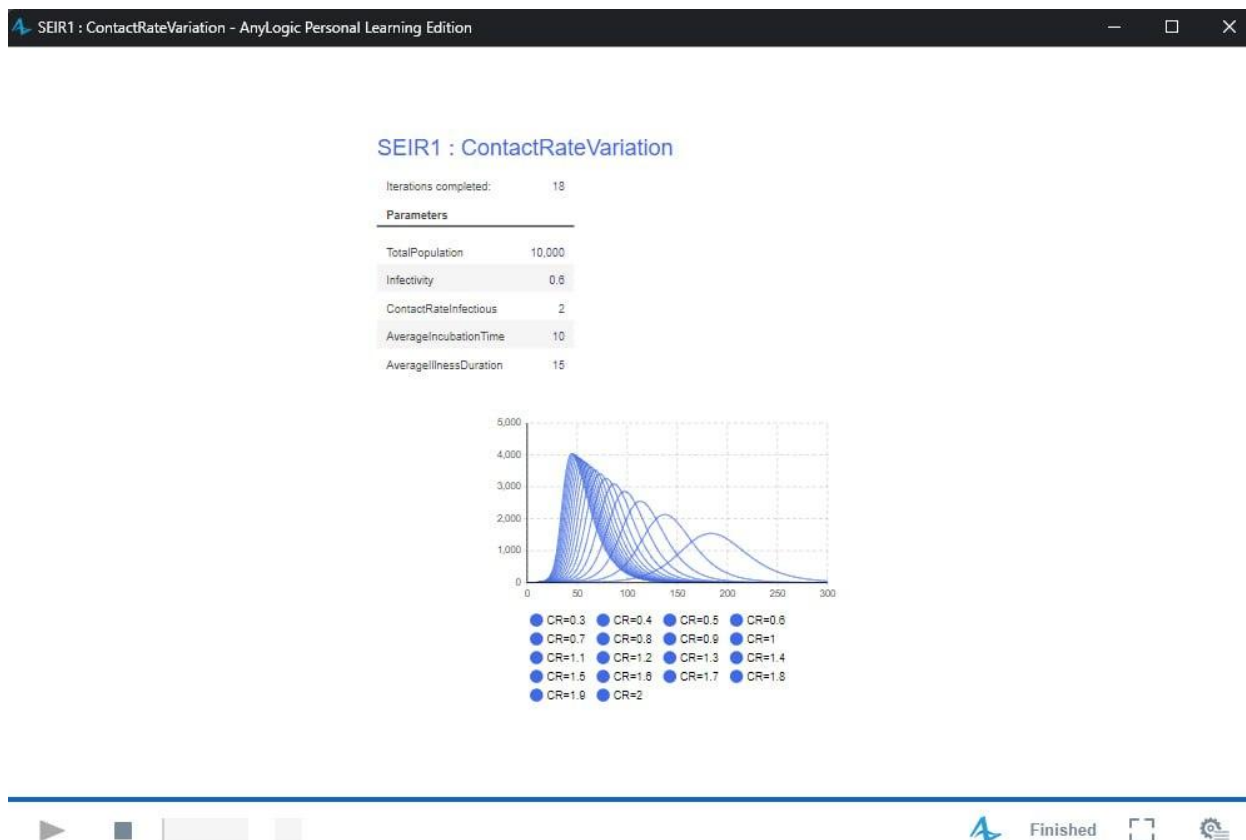 SEIR1 : ContactRateVariation - AnyLogic Personal Learning Edition
SEIR1 : ContactRateVariation
Iterations completed: 18
Parameters
TotalPopulation 10,000
Infectivity 0.6
ContactRateInfectious 2
AverageIncubationTime 10
AverageIllnessDuration 15
5,000
4,000
3,000
2,000
1,000
0
0 50 100 150 200 250 300
CR=0.3 CR=0.4 CR=0.5 CR=0.6
CR=0.7 CR=0.8 CR=0.9 CR=1
CR=1.1 CR=1.2 CR=1.3 CR=1.4
CR=1.5 CR=1.6 CR=1.7 CR=1.8
CR=1.9 CR=2
Finished